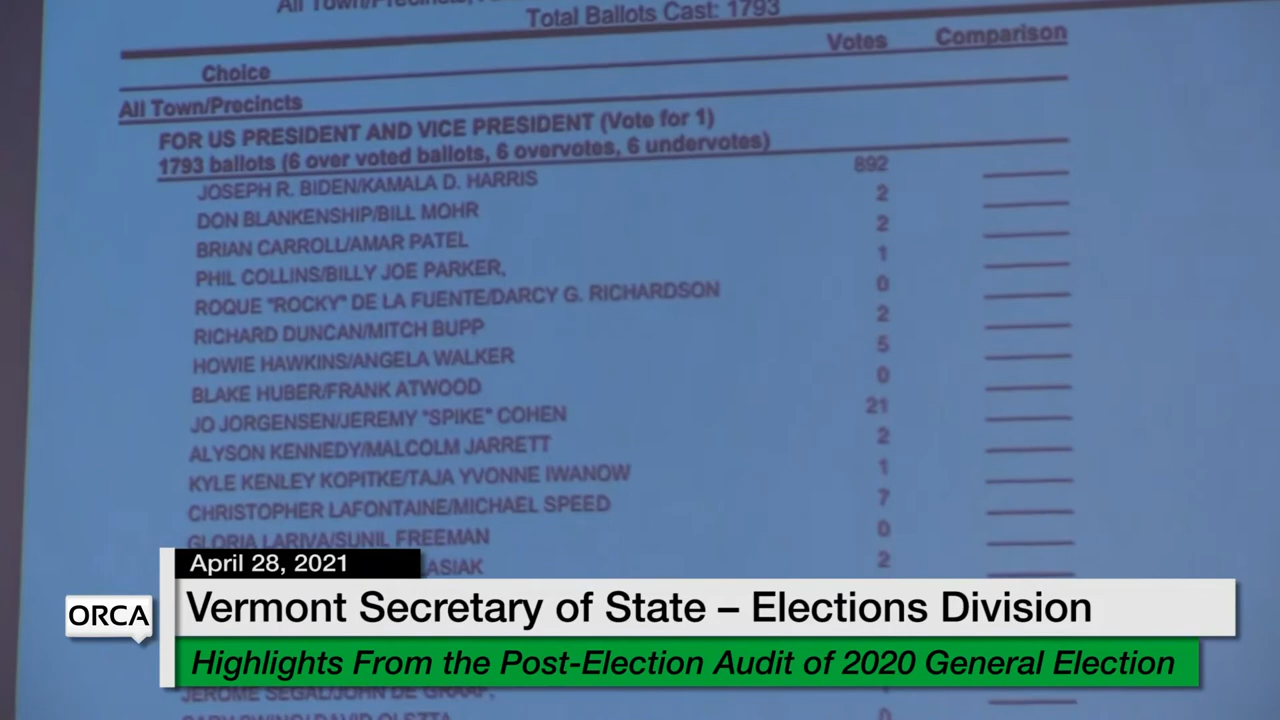 All Town/Precincts,
Total Ballots Cast: 1793
Choice Votes Comparison
All Town/Precincts
FOR US PRESIDENT AND VICE PRESIDENT (Vote for 1)
1793 ballots (6 over voted ballots, 6 overvotes, 6 undervotes)
JOSEPH R. BIDEN/KAMALA D. HARRIS 892
DON BLANKENSHIP/BILL MOHR 2
BRIAN CARROLL/AMAR PATEL 2
PHIL COLLINS/BILLY JOE PARKER, 1
ROQUE "ROCKY" DE LA FUENTE/DARCY G. RICHARDSON 0
RICHARD DUNCAN/MITCH BUPP 2
HOWIE HAWKINS/ANGELA WALKER 5
BLAKE HUBER/FRANK ATWOOD 0
JO JORGENSEN/JEREMY "SPIKE" COHEN 21
ALYSON KENNEDY/MALCOLM JARRETT 2
KYLE KENLEY KOPITKE/TAJA YVONNE IWANOW 1
CHRISTOPHER LAFONTAINE/MICHAEL SPEED 7
GLORIA LARIVA/SUNIL FREEMAN 0
ASIAK 2
April 28, 2021
ORCA
Vermont Secretary of State – Elections Division
Highlights From the Post-Election Audit of 2020 General Election
JEROME SEGAL/JOHN DE GRAAF,
0